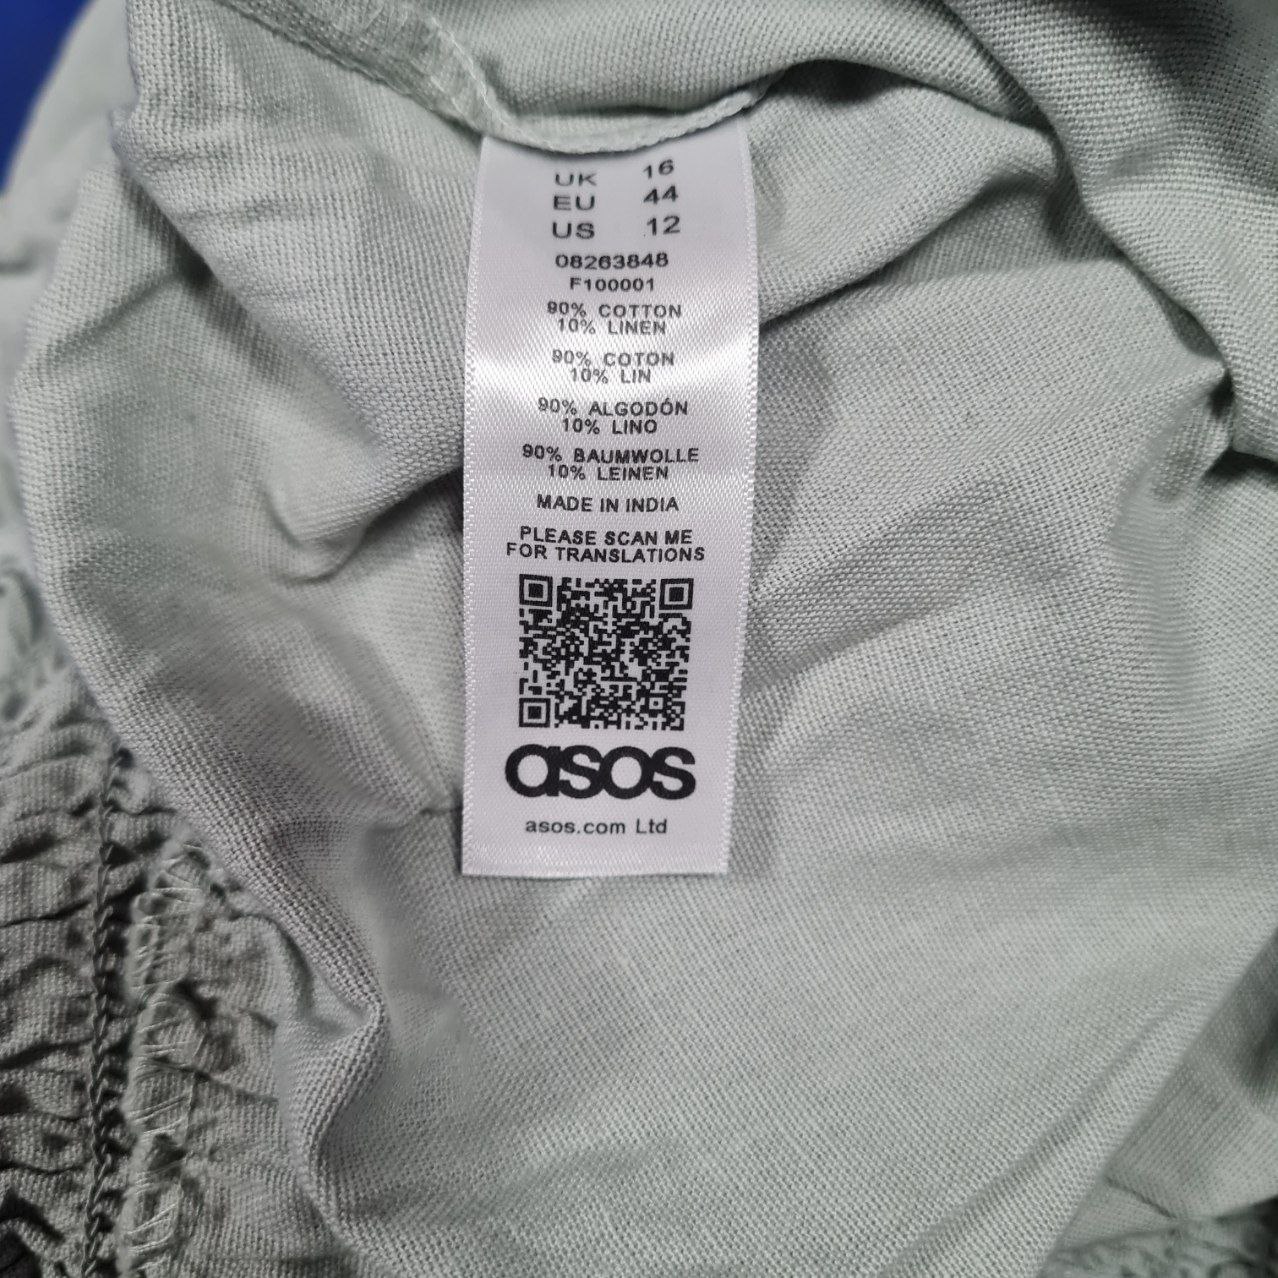 UK 16
EU 44
US 12
08263848
F100001
90% COTTON
10% LINEN
90% COTON
10% LIN
90% ALGODÓN
10% LINO
90% BAUMWOLLE
10% LEINEN
MADE IN INDIA
PLEASE SCAN ME
FOR TRANSLATIONS
asos
asos.com Ltd